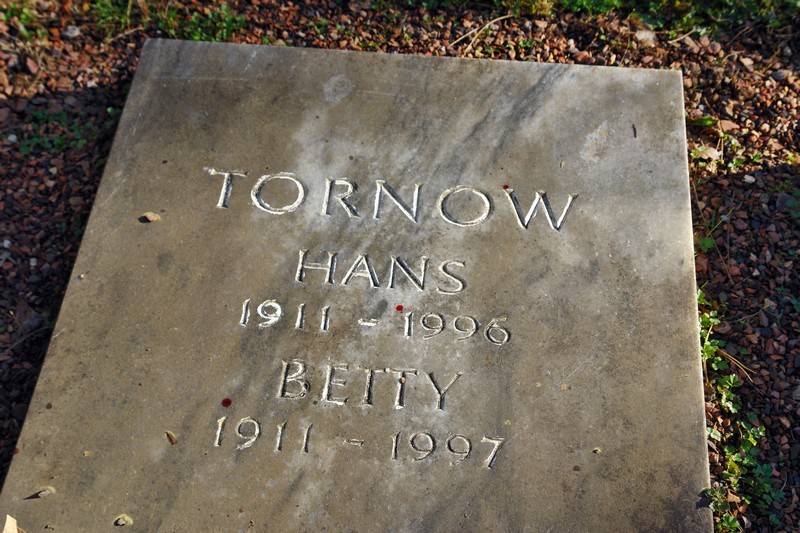 TORNOW
HANS
1911 - 1996
BETTY
1911 - 1997